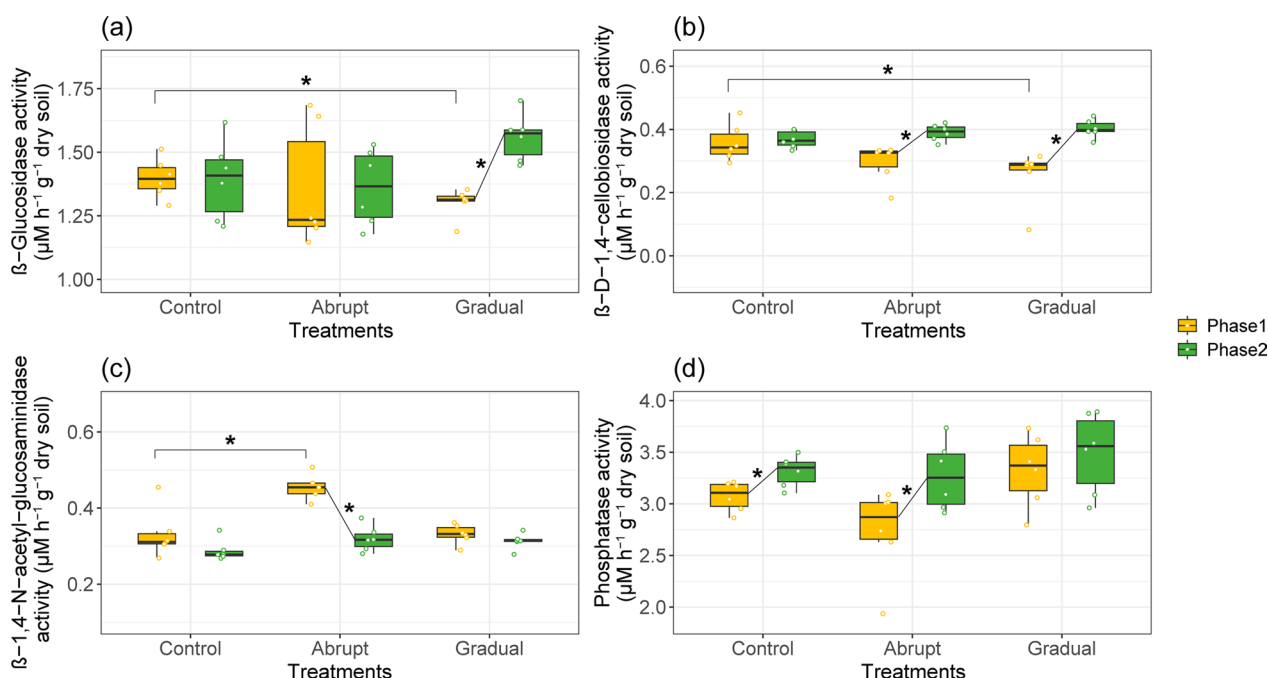 (a)
ß−Glucosidase activity
(µM h⁻¹ g⁻¹ dry soil)
1.75
1.50
1.25
1.00
*
*
Control Abrupt Gradual
Treatments
(b)
ß−D−1,4−cellobiosidase activity
(µM h⁻¹ g⁻¹ dry soil)
0.6
0.4
0.2
0.0
*
*
*
Control Abrupt Gradual
Treatments
Phase1
Phase2
(c)
ß−1,4−N−acetyl−glucosaminidase
activity (µM h⁻¹ g⁻¹ dry soil)
0.6
0.4
0.2
*
*
Control Abrupt Gradual
Treatments
(d)
Phosphatase activity
(µM h⁻¹ g⁻¹ dry soil)
4.0
3.5
3.0
2.5
2.0
*
*
Control Abrupt Gradual
Treatments